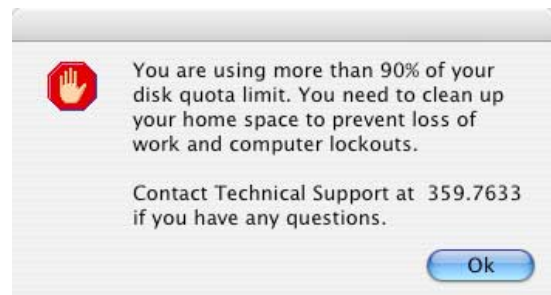 You are using more than 90% of your
disk quota limit. You need to clean up
your home space to prevent loss of
work and computer lockouts.
Contact Technical Support at 359.7633
if you have any questions.
Ok